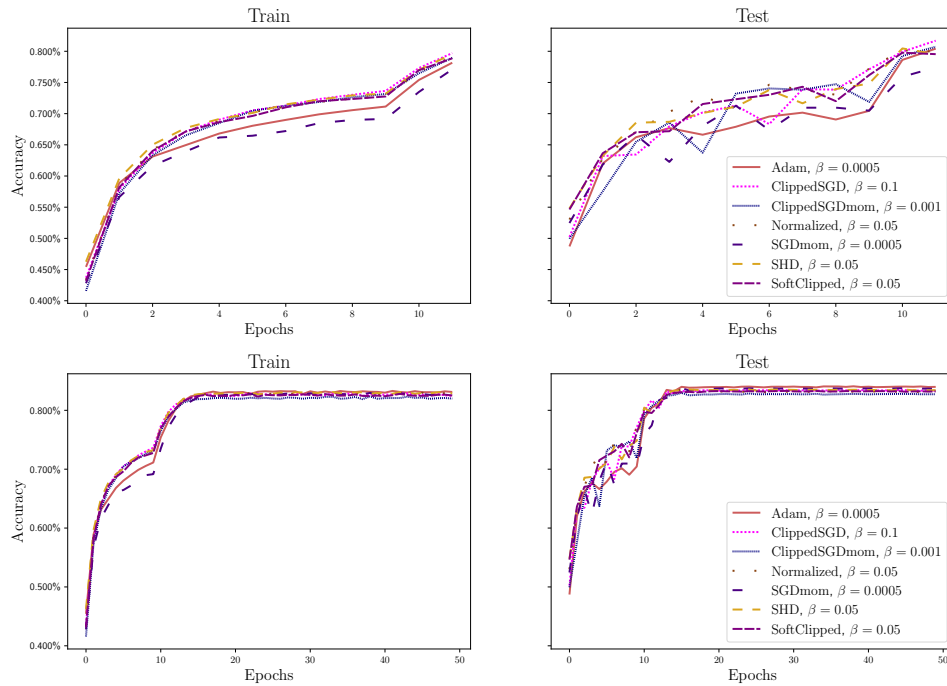 Train
Test
Accuracy
0.800%
0.750%
0.700%
0.650%
0.600%
0.550%
0.500%
0.450%
0.400%
0 2 4 6 8 10
Epochs
0 2 4 6 8 10
Epochs
Adam, β = 0.0005
ClippedSGD, β = 0.1
ClippedSGDmom, β = 0.001
Normalized, β = 0.05
SGDmom, β = 0.0005
SHD, β = 0.05
SoftClipped, β = 0.05
Train
Test
Accuracy
0.800%
0.700%
0.600%
0.500%
0.400%
0 10 20 30 40 50
Epochs
0 10 20 30 40 50
Epochs
Adam, β = 0.0005
ClippedSGD, β = 0.1
ClippedSGDmom, β = 0.001
Normalized, β = 0.05
SGDmom, β = 0.0005
SHD, β = 0.05
SoftClipped, β = 0.05